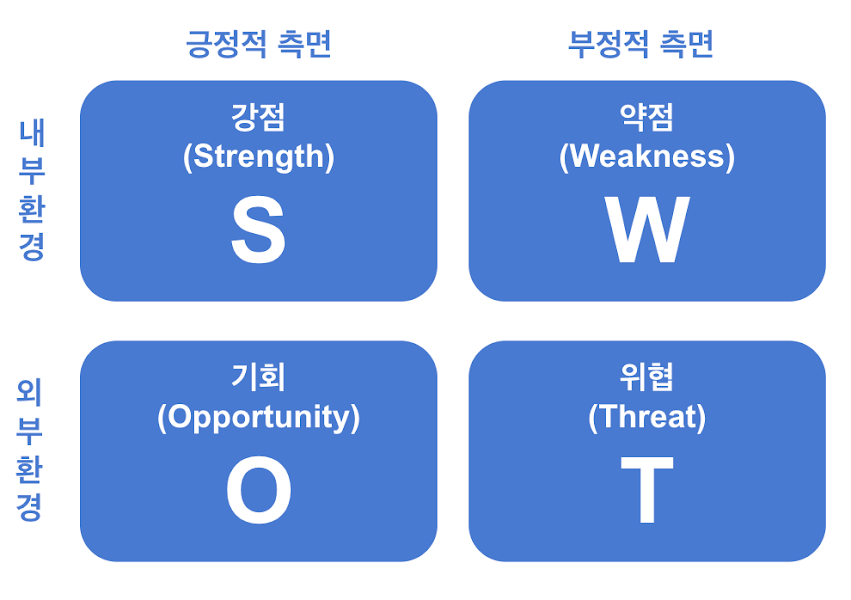 긍정적 측면
부정적 측면
내부환경
강점
(Strength)
S
약점
(Weakness)
W
외부환경
기회
(Opportunity)
O
위협
(Threat)
T